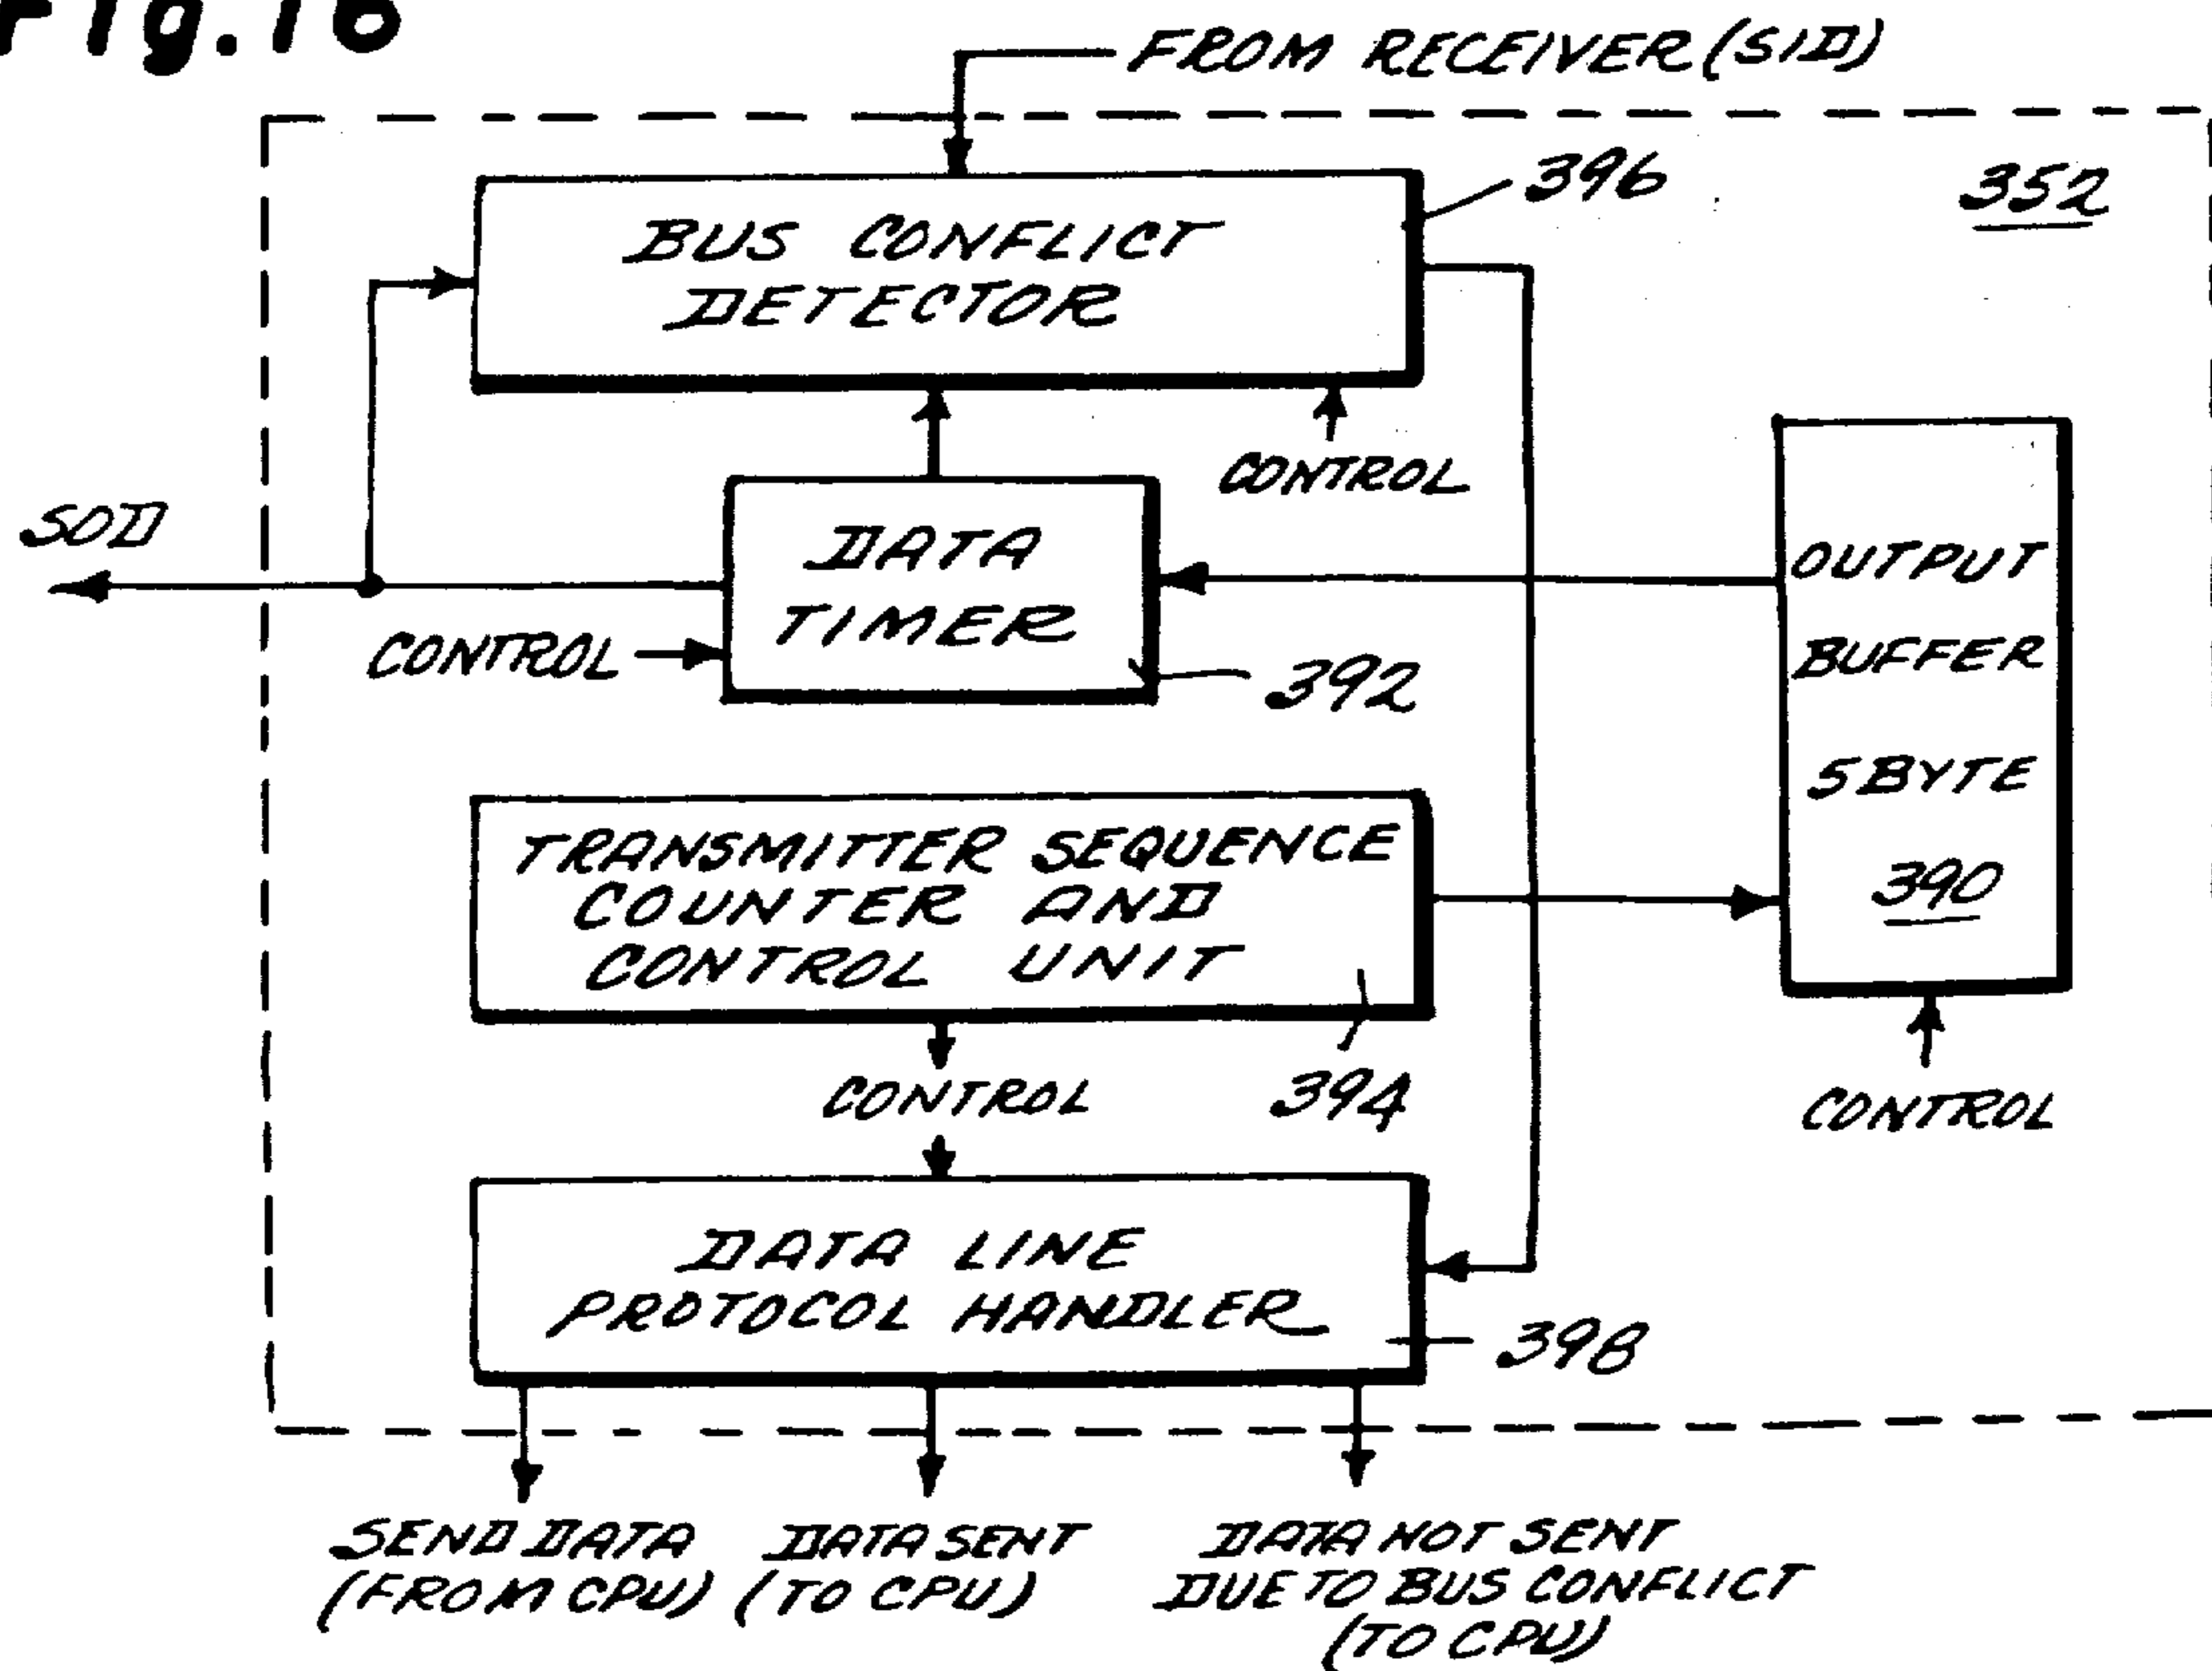 Fig. 16
FROM RECEIVER (SID)
396
352
BUS CONFLICT
DETECTOR
CONTROL
SOD
DATA
TIMER
CONTROL
392
OUTPUT
BUFFER
5BYTE
390
TRANSMITTER SEQUENCE
COUNTER AND
CONTROL UNIT
CONTROL
394
CONTROL
DATA LINE
PROTOCOL HANDLER
398
SEND DATA
(FROM CPU)
DATA SENT
(TO CPU)
DATA NOT SENT
DUE TO BUS CONFLICT
(TO CPU)